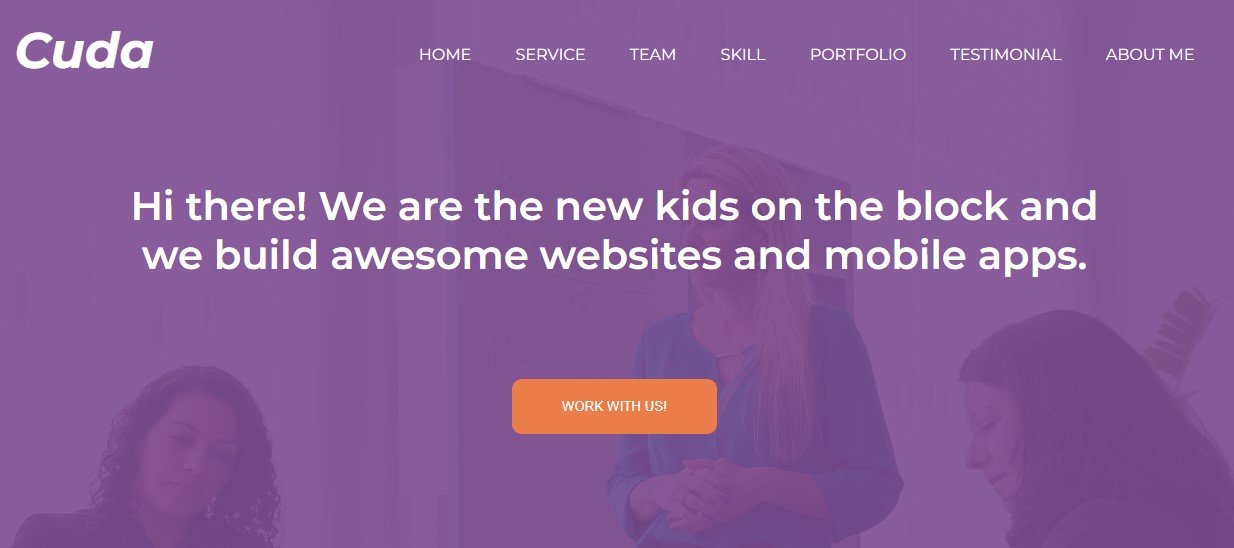 Cuda
HOME SERVICE TEAM SKILL PORTFOLIO TESTIMONIAL ABOUT ME
Hi there! We are the new kids on the block and
we build awesome websites and mobile apps.
WORK WITH US!